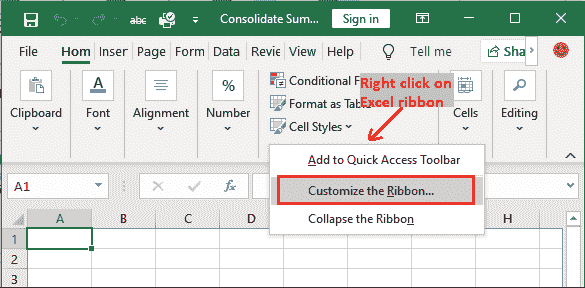 abc Consolidate Sum... Sign in
File Hom Inser Page Form Data Revie View Tell me Sha
Conditional F
Right click on
Format as Tab
Excel ribbon
Clipboard Font Alignment Number Cell Styles Cells Editing
A %
Add to Quick Access Toolbar
A1 fx
Customize the Ribbon...
Collapse the Ribbon
A B C D H
1
2
3